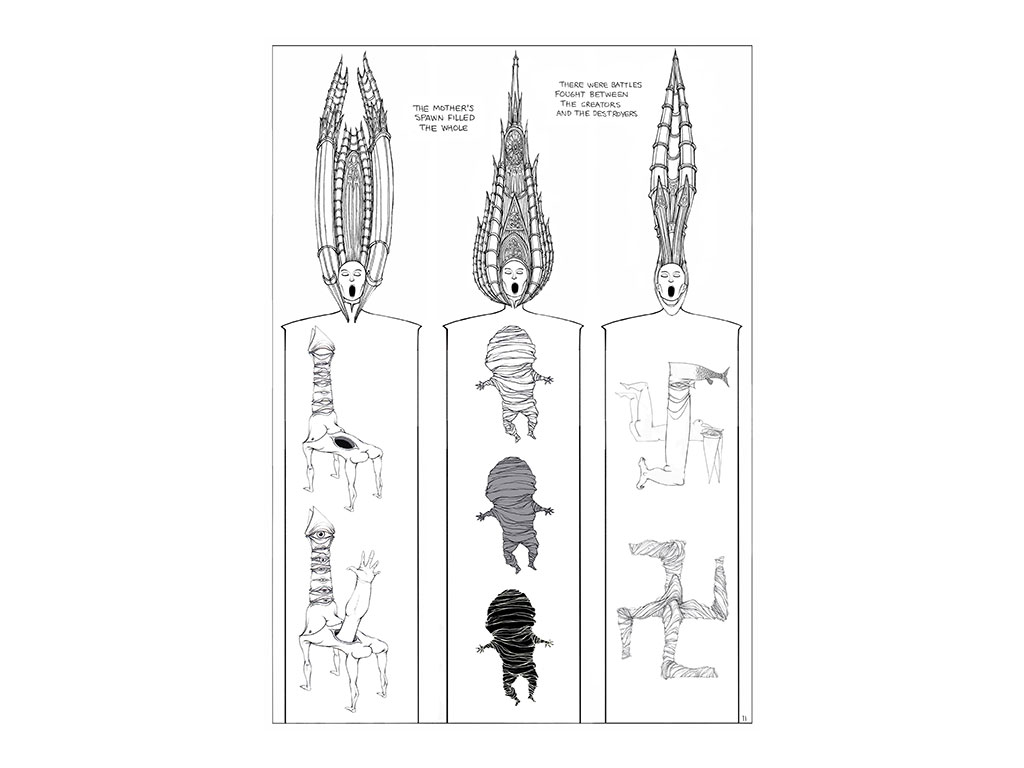 THE MOTHER'S
SPAWN FILLED
THE WHOLE
THERE WERE BATTLES
FOUGHT BETWEEN
THE CREATORS
AND THE DESTROYERS